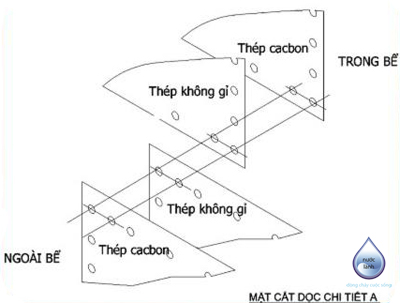 Thép cacbon
TRONG BỂ
Thép không gỉ
Thép không gỉ
Thép cacbon
NGOÀI BỂ
nước
MẶT CẮT DỌC CHI TIẾT A